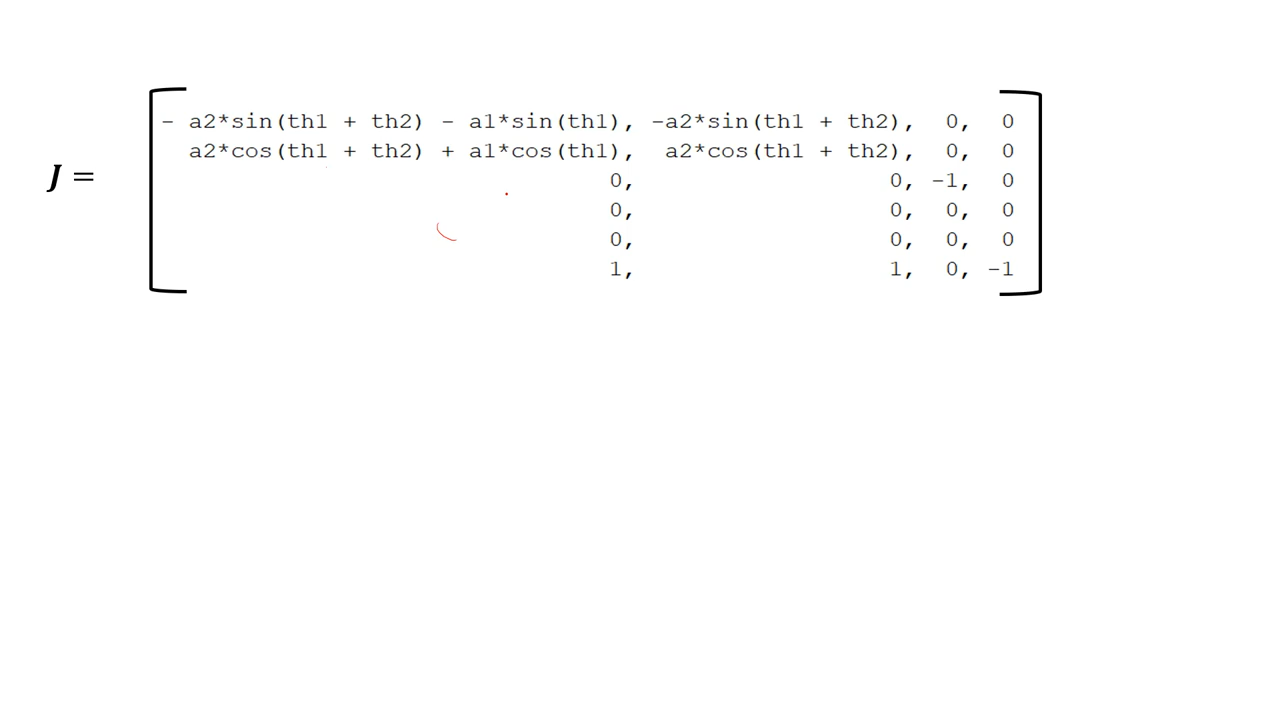 - a2*sin(th1 + th2) - a1*sin(th1), -a2*sin(th1 + th2), 0, 0
a2*cos(th1 + th2) + a1*cos(th1), a2*cos(th1 + th2), 0, 0
J =
0, 0, -1, 0
0, 0, 0, 0
0, 0, 0, 0
1, 1, 0, -1